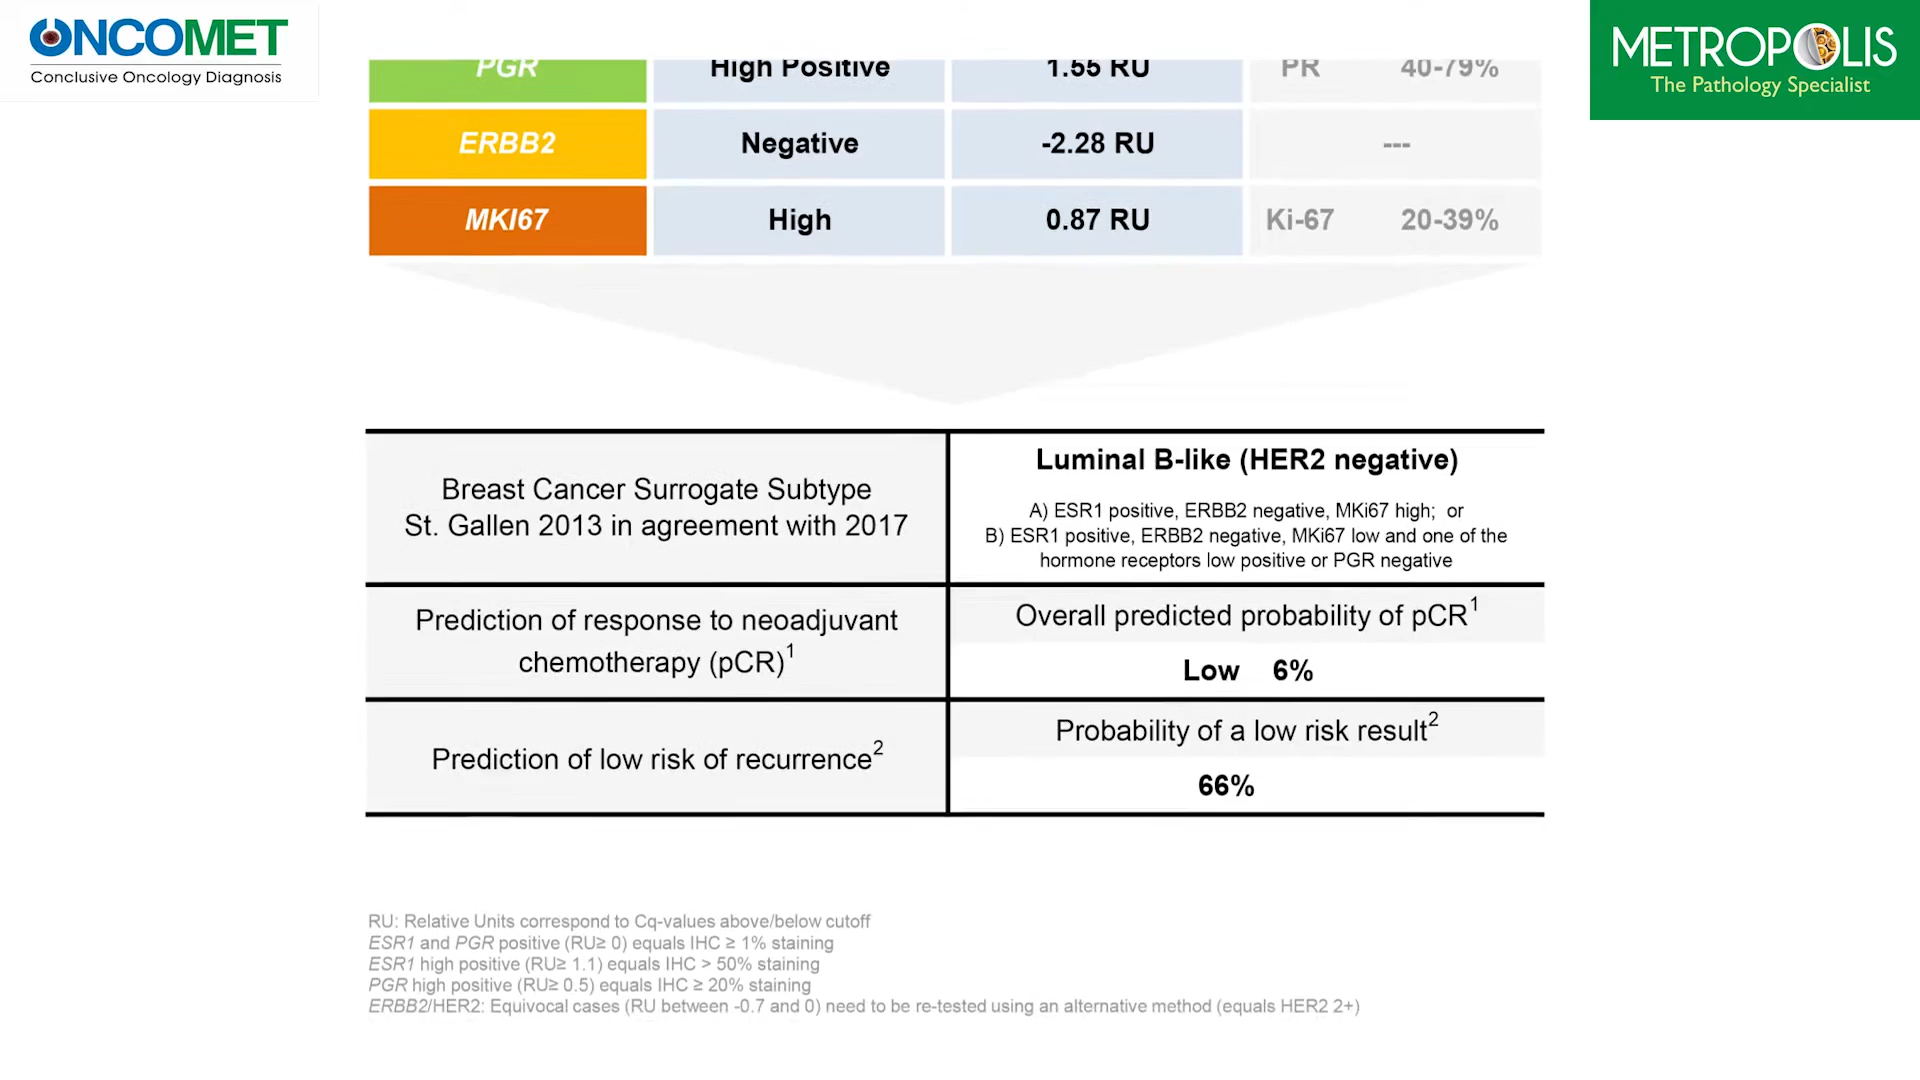 ONCOMET
Conclusive Oncology Diagnosis
METROPOLIS
The Pathology Specialist
PGR High Positive 1.55 RU PR 40-79%
ERBB2 Negative -2.28 RU ---
MKI67 High 0.87 RU Ki-67 20-39%
Breast Cancer Surrogate Subtype
St. Gallen 2013 in agreement with 2017
Luminal B-like (HER2 negative)
A) ESR1 positive, ERBB2 negative, MKi67 high; or
B) ESR1 positive, ERBB2 negative, MKi67 low and one of the
hormone receptors low positive or PGR negative
Prediction of response to neoadjuvant
chemotherapy (pCR)¹
Overall predicted probability of pCR¹
Low 6%
Prediction of low risk of recurrence²
Probability of a low risk result²
66%
RU: Relative Units correspond to Cq-values above/below cutoff
ESR1 and PGR positive (RU≥ 0) equals IHC ≥ 1% staining
ESR1 high positive (RU≥ 1.1) equals IHC > 50% staining
PGR high positive (RU≥ 0.5) equals IHC ≥ 20% staining
ERBB2/HER2: Equivocal cases (RU between -0.7 and 0) need to be re-tested using an alternative method (equals HER2 2+)